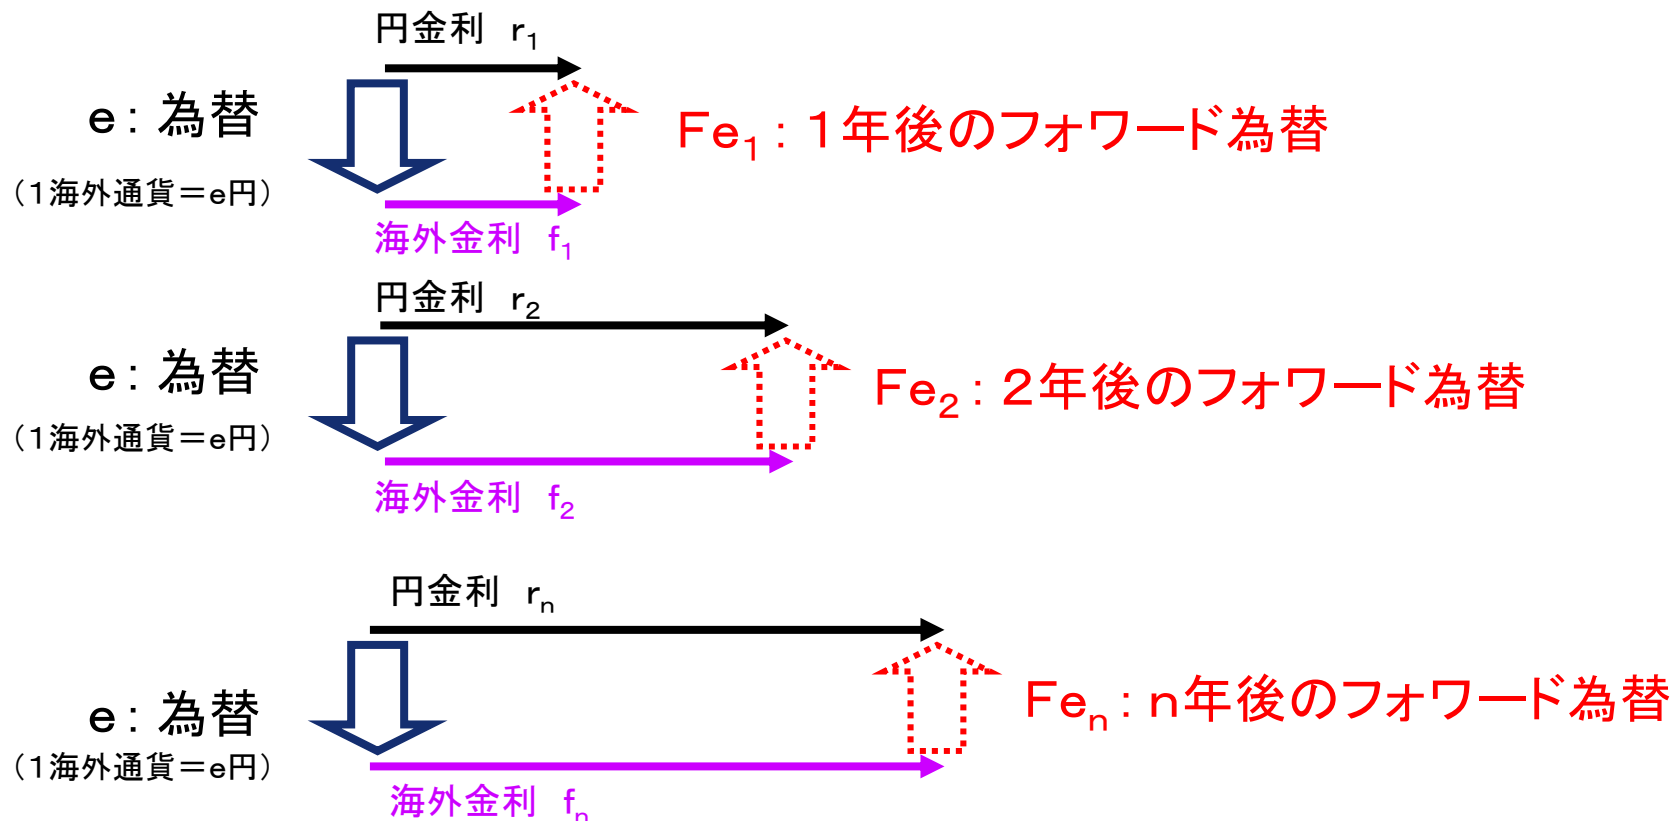 円金利 r₁
e：為替
Fe₁：１年後のフォワード為替
（１海外通貨＝e円）
海外金利 f₁
円金利 r₂
e：為替
Fe₂：２年後のフォワード為替
（１海外通貨＝e円）
海外金利 f₂
円金利 rₙ
e：為替
Feₙ：n年後のフォワード為替
（１海外通貨＝e円）
海外金利 fₙ